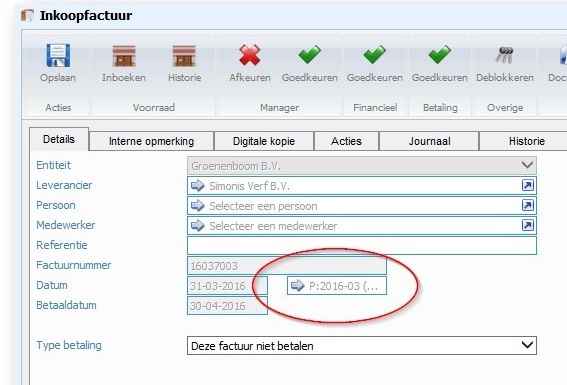 Inkoopfactuur
Opslaan Inboeken Historie Afkeuren Goedkeuren Goedkeuren Goedkeuren Deblokkeren Docu
Acties Voorraad Manager Financieel Betaling Overige
Details Interne opmerking Digitale kopie Acties Journaal Historie
Entiteit Groenenboom B.V.
Leverancier Simonis Verf B.V.
Persoon Selecteer een persoon
Medewerker Selecteer een medewerker
Referentie
Factuurnummer 16037003
Datum 31-03-2016 P:2016-03 (...
Betaaldatum 30-04-2016
Type betaling Deze factuur niet betalen